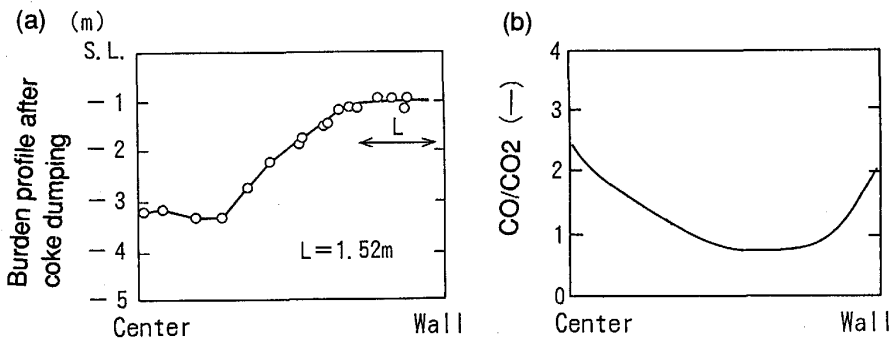 (a) (m)
S.L.
－1
－2
－3
－4
－5
Burden profile after
coke dumping
L
L＝1.52m
Center Wall
(b)
4
3
2
1
0
CO/CO2 (－)
Center Wall